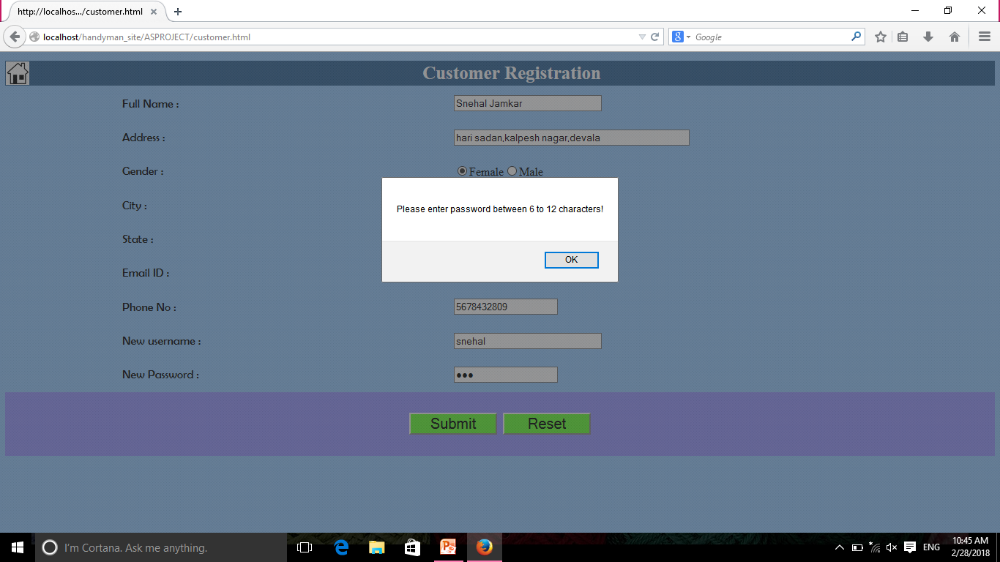 http://localhos.../customer.html
localhost/handyman_site/ASPROJECT/customer.html
8 Google
Customer Registration
Full Name : Snehal Jamkar
Address : hari sadan,kalpesh nagar,devala
Gender : Female Male
Please enter password between 6 to 12 characters!
City :
State :
OK
Email ID :
Phone No : 5678432809
New username : snehal
New Password : ●●●
Submit Reset
I'm Cortana. Ask me anything.
ENG
10:45 AM
2/28/2018